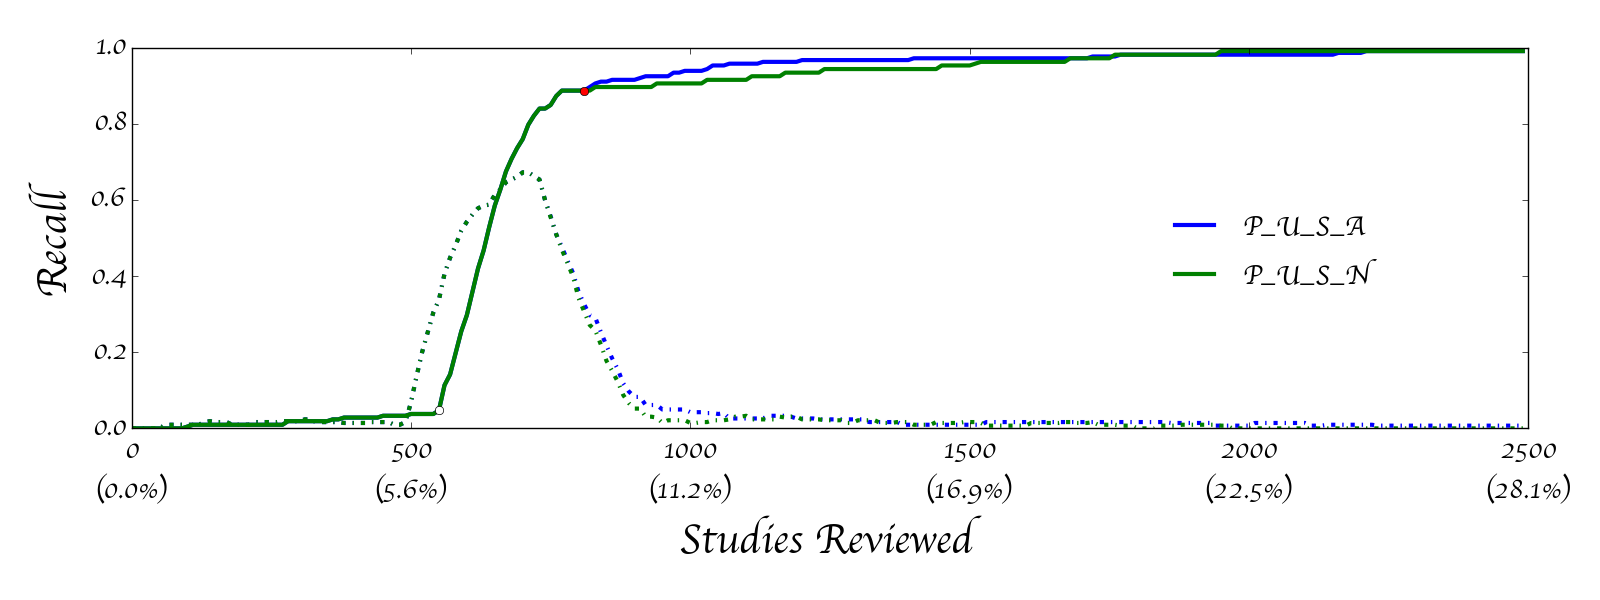 1.0
0.8
0.6
0.4
0.2
0.0
Recall
P_U_S_A
P_U_S_N
0 500 1000 1500 2000 2500
(0.0%) (5.6%) (11.2%) (16.9%) (22.5%) (28.1%)
Studies Reviewed